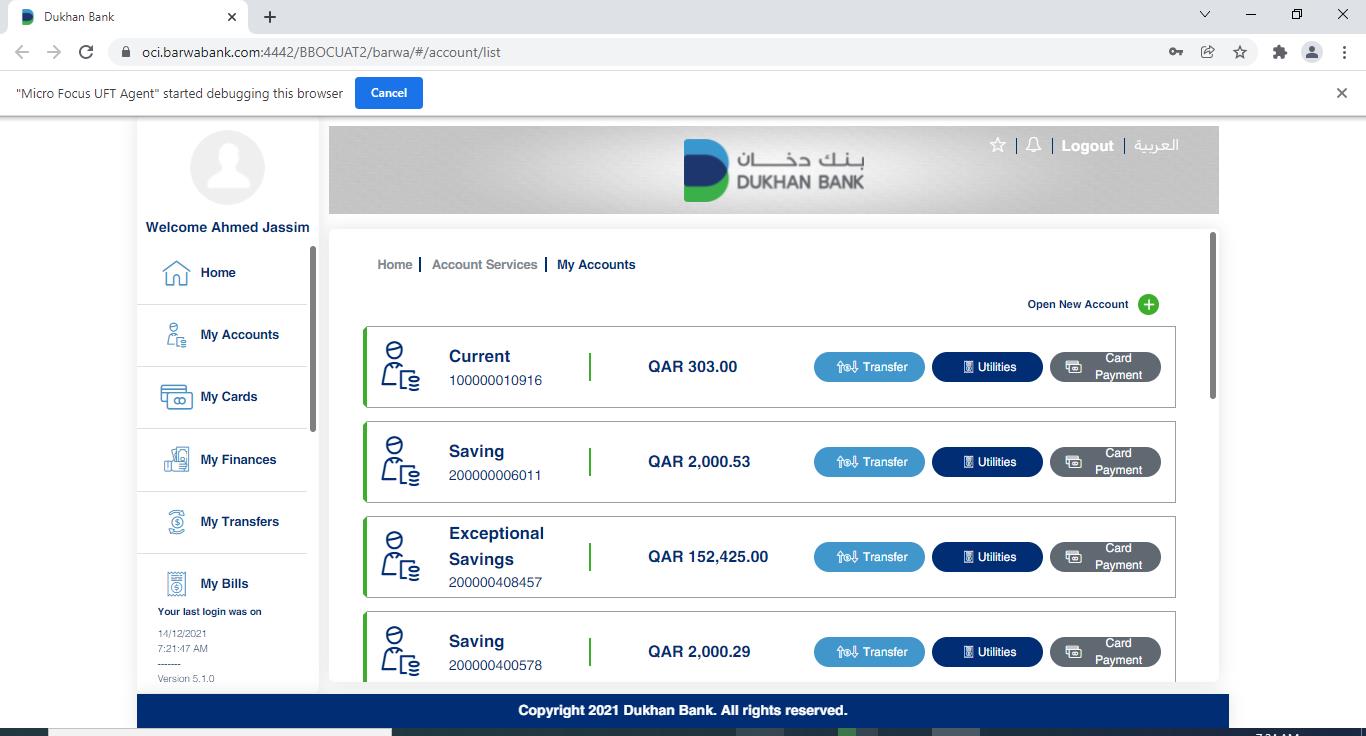 Dukhan Bank
oci.barwabank.com:4442/BBOCUAT2/barwa/#/account/list
"Micro Focus UFT Agent" started debugging this browser
Cancel
Welcome Ahmed Jassim
Home
My Accounts
My Cards
My Finances
My Transfers
My Bills
Your last login was on
14/12/2021
7:21:47 AM
-------
Version 5.1.0
بنك دخان
DUKHAN BANK
Logout
العربية
Home
Account Services
My Accounts
Open New Account
Current
100000010916
QAR 303.00
Transfer
Utilities
Card
Payment
Saving
200000006011
QAR 2,000.53
Transfer
Utilities
Card
Payment
Exceptional
Savings
200000408457
QAR 152,425.00
Transfer
Utilities
Card
Payment
Saving
200000400578
QAR 2,000.29
Transfer
Utilities
Card
Payment
Copyright 2021 Dukhan Bank. All rights reserved.